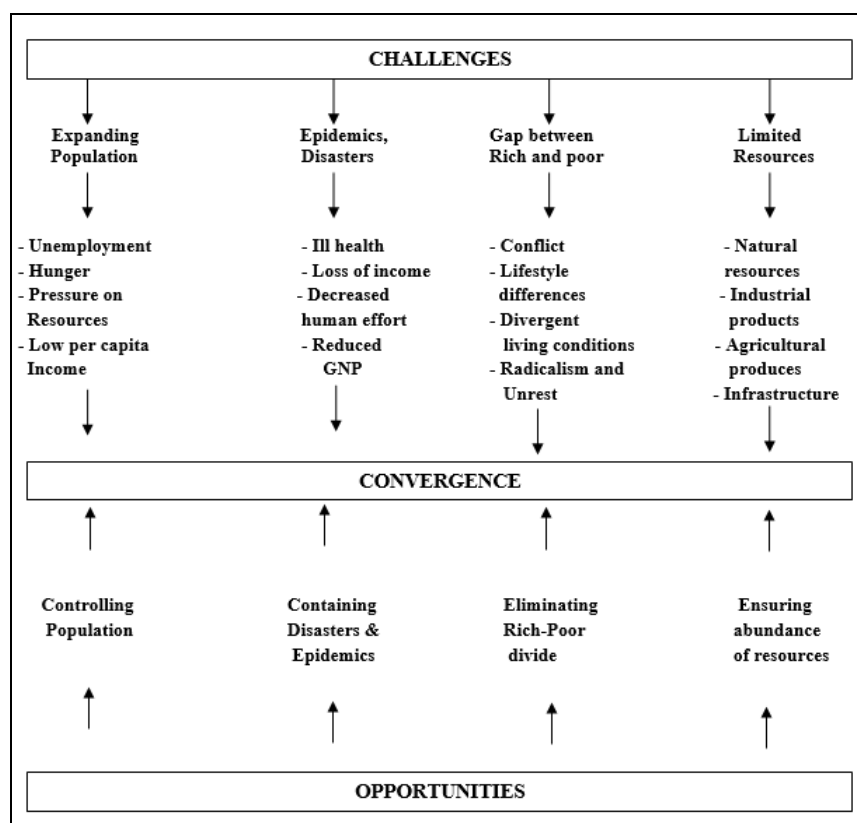 CHALLENGES
Expanding
Population
Epidemics,
Disasters
Gap between
Rich and poor
Limited
Resources
- Unemployment
- Hunger
- Pressure on
Resources
- Low per capita
Income
- Ill health
- Loss of income
- Decreased
human effort
- Reduced
GNP
- Conflict
- Lifestyle
differences
- Divergent
living conditions
- Radicalism and
Unrest
- Natural
resources
- Industrial
products
- Agricultural
produces
- Infrastructure
CONVERGENCE
Controlling
Population
Containing
Disasters &
Epidemics
Eliminating
Rich-Poor
divide
Ensuring
abundance
of resources
OPPORTUNITIES